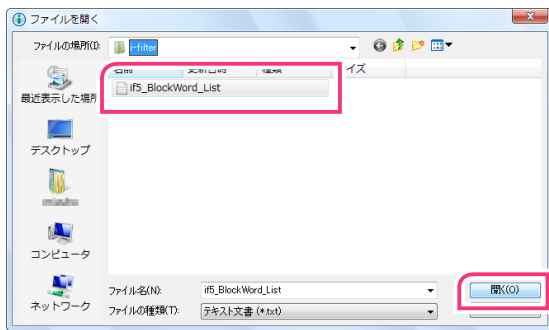 ファイルを開く
ファイルの場所(I):
i-filter
イズ
if5_BlockWord_List
最近表示した場所
デスクトップ
コンピュータ
ネットワーク
ファイル名(N):
if5_BlockWord_List
開く(O)
ファイルの種類(T):
テキスト文書 (*.txt)